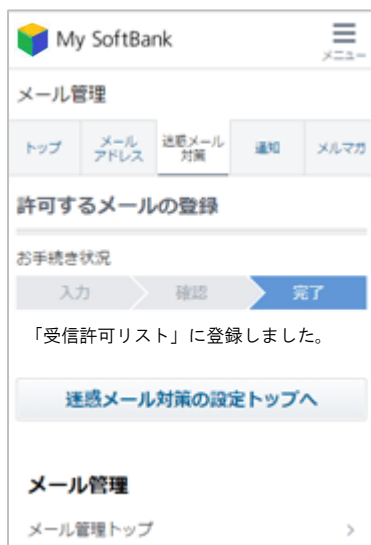 My SoftBank
メニュー
メール管理
トップ
メール
アドレス
迷惑メール
対策
通知
メルマガ
許可するメールの登録
お手続き状況
入力
確認
完了
「受信許可リスト」に登録しました。
迷惑メール対策の設定トップへ
メール管理
メール管理トップ